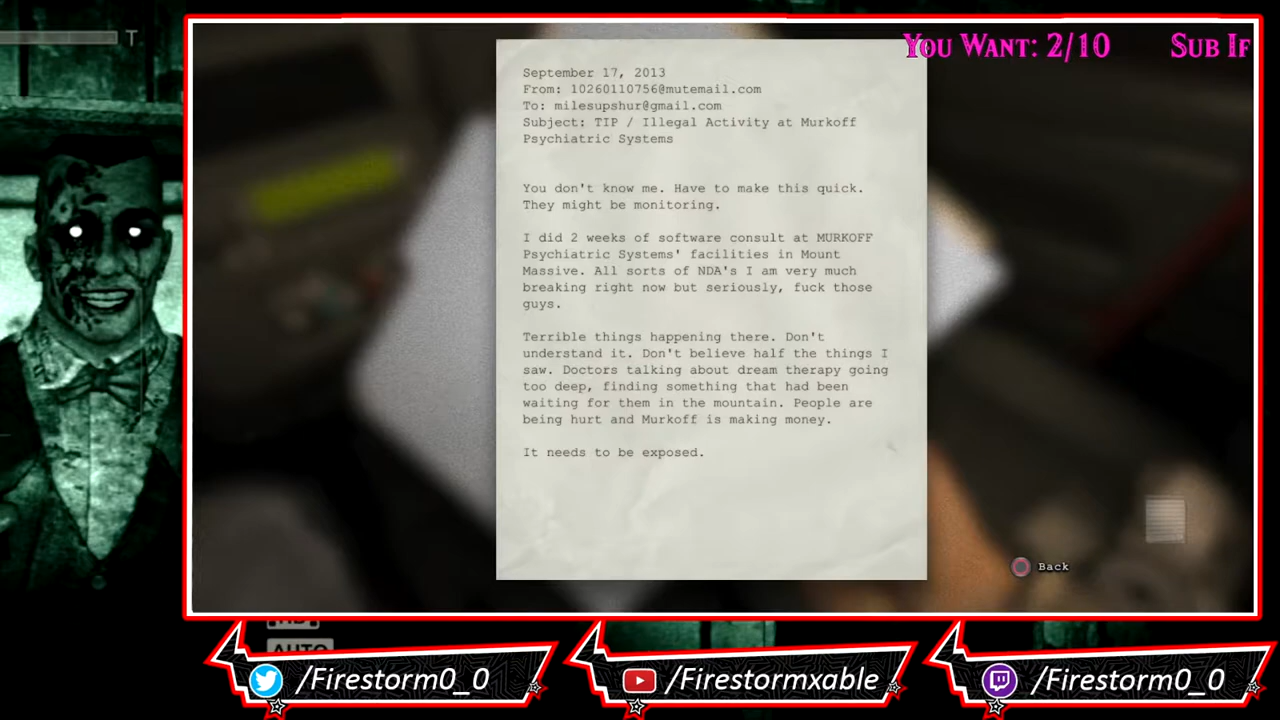 T
You Want: 2/10 Sub If
September 17, 2013
From: 10260110756@mutemail.com
To: milesupshur@gmail.com
Subject: TIP / Illegal Activity at Murkoff
Psychiatric Systems
You don't know me. Have to make this quick.
They might be monitoring.
I did 2 weeks of software consult at MURKOFF
Psychiatric Systems' facilities in Mount
Massive. All sorts of NDA's I am very much
breaking right now but seriously, fuck those
guys.
Terrible things happening there. Don't
understand it. Don't believe half the things I
saw. Doctors talking about dream therapy going
too deep, finding something that had been
waiting for them in the mountain. People are
being hurt and Murkoff is making money.
It needs to be exposed.
Back
AUTO
/Firestorm0_0
/Firestormxable
/Firestorm0_0